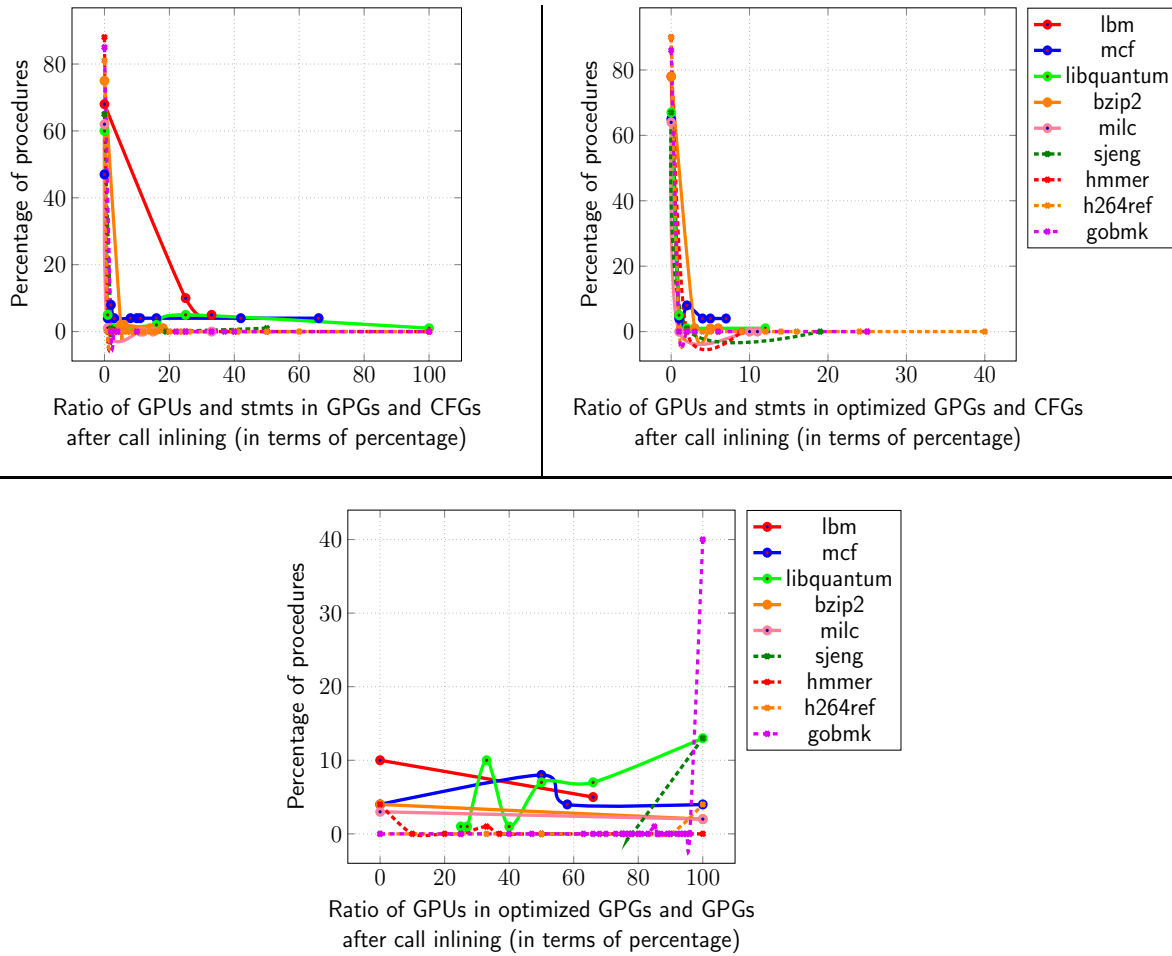 80
60
40
20
0
Percentage of procedures
0 20 40 60 80 100
Ratio of GPUs and stmts in GPGs and CFGs
after call inlining (in terms of percentage)
80
60
40
20
0
Percentage of procedures
0 10 20 30 40
Ratio of GPUs and stmts in optimized GPGs and CFGs
after call inlining (in terms of percentage)
lbm
mcf
libquantum
bzip2
milc
sjeng
hmmer
h264ref
gobmk
40
30
20
10
0
Percentage of procedures
0 20 40 60 80 100
Ratio of GPUs in optimized GPGs and GPGs
after call inlining (in terms of percentage)
lbm
mcf
libquantum
bzip2
milc
sjeng
hmmer
h264ref
gobmk